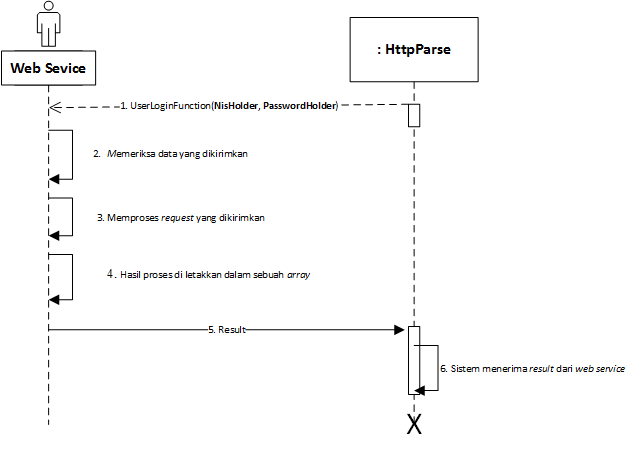 Web Sevice
: HttpParse
1. UserLoginFunction(NisHolder, PasswordHolder)
2. Memeriksa data yang dikirimkan
3. Memproses request yang dikirimkan
4. Hasil proses di letakkan dalam sebuah array
5. Result
6. Sistem menerima result dari web service
X